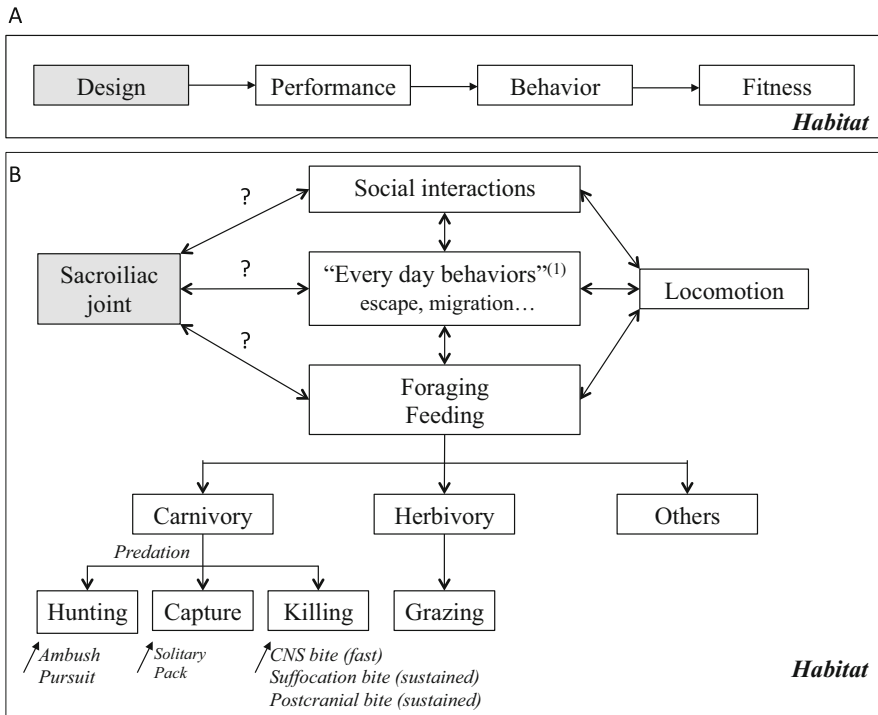 A
Design
Performance
Behavior
Fitness
Habitat
B
?
Social interactions
Sacroiliac
joint
?
“Every day behaviors”(1)
escape, migration…
Locomotion
?
Foraging
Feeding
Carnivory
Herbivory
Others
Predation
Hunting
Capture
Killing
Grazing
Ambush
Pursuit
Solitary
Pack
CNS bite (fast)
Suffocation bite (sustained)
Postcranial bite (sustained)
Habitat